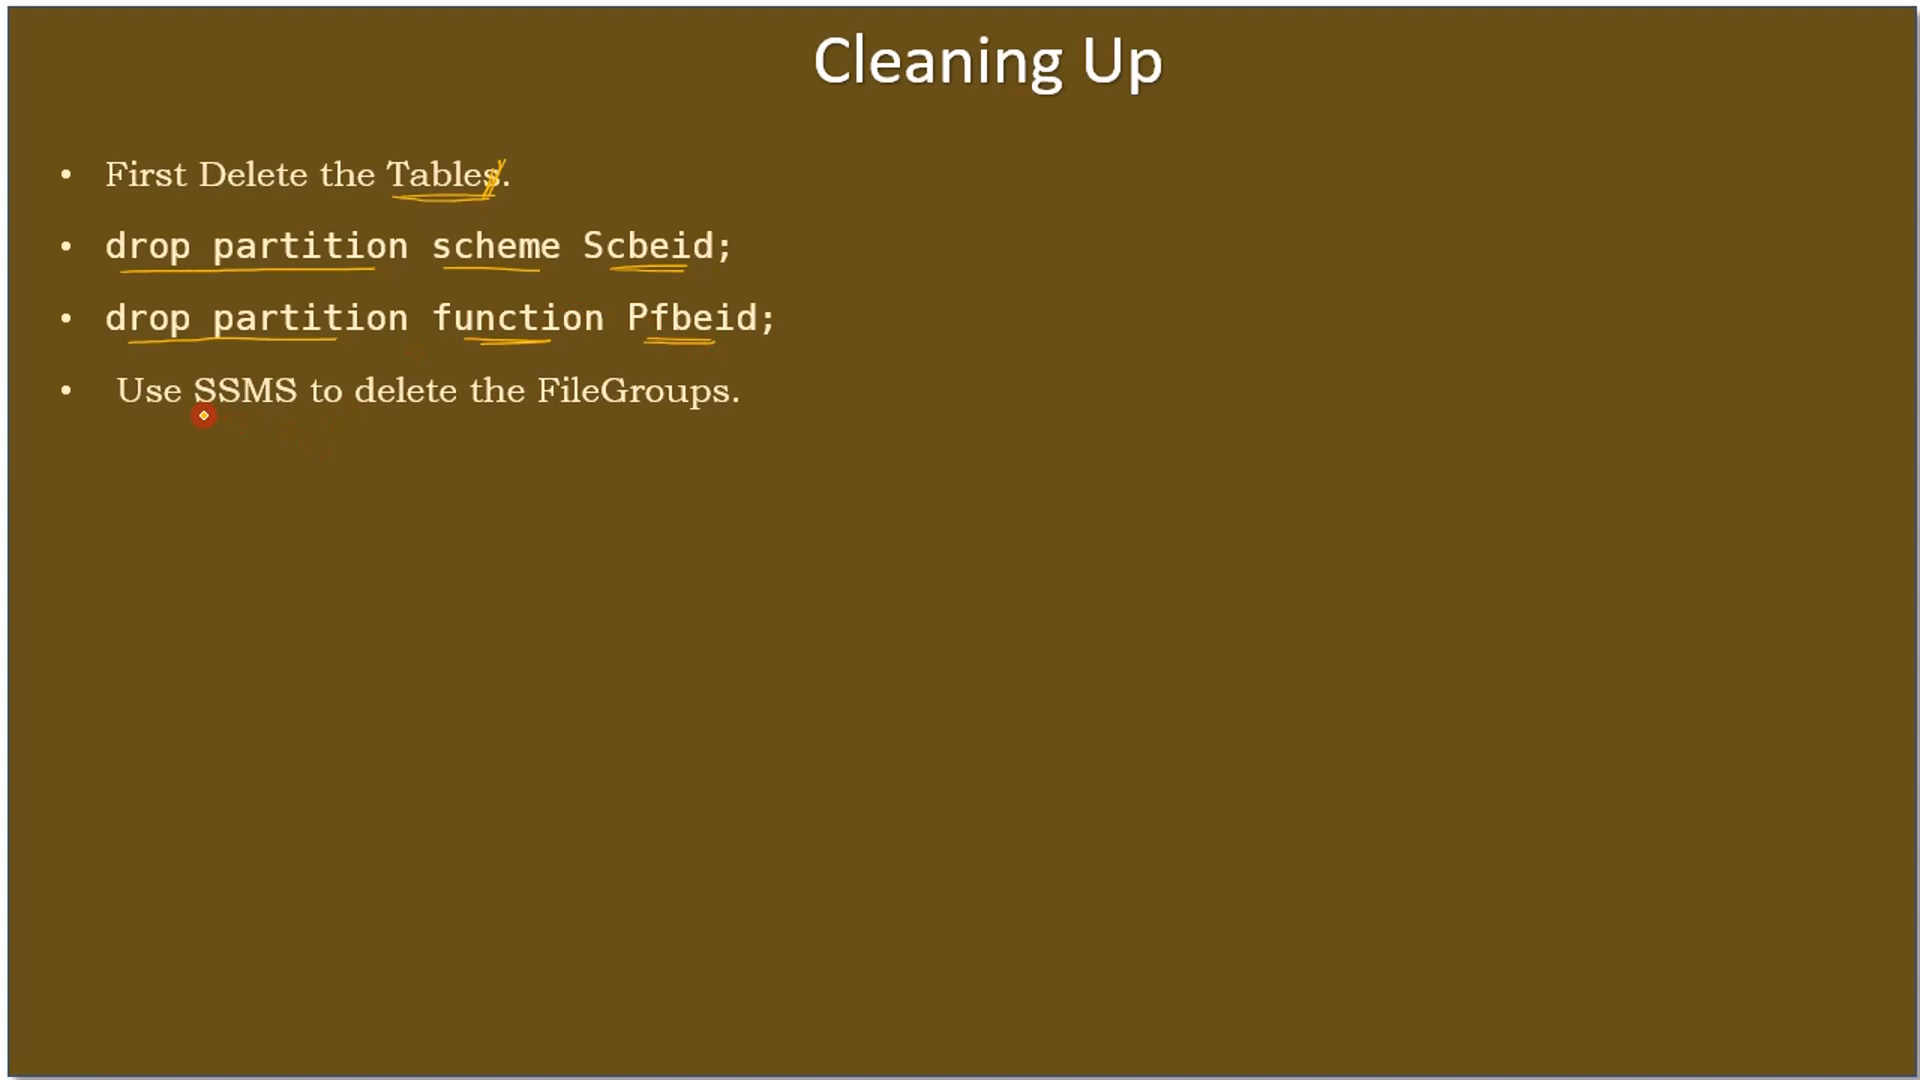 Cleaning Up
• First Delete the Tables.
• drop partition scheme Scbeid;
• drop partition function Pfbeid;
• Use SSMS to delete the FileGroups.